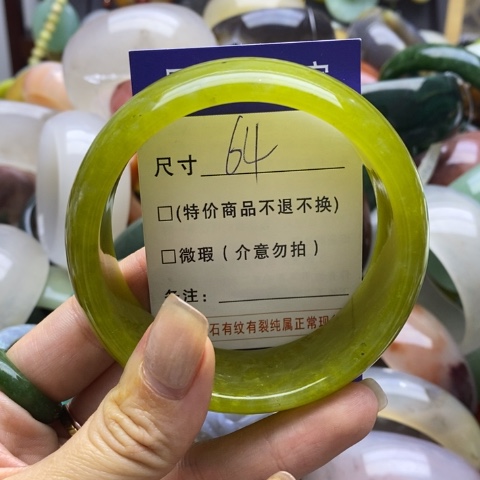 尺寸 64
□(特价商品不退不换)
□微瑕(介意勿拍)
备注:
石有纹有裂纯属正常现